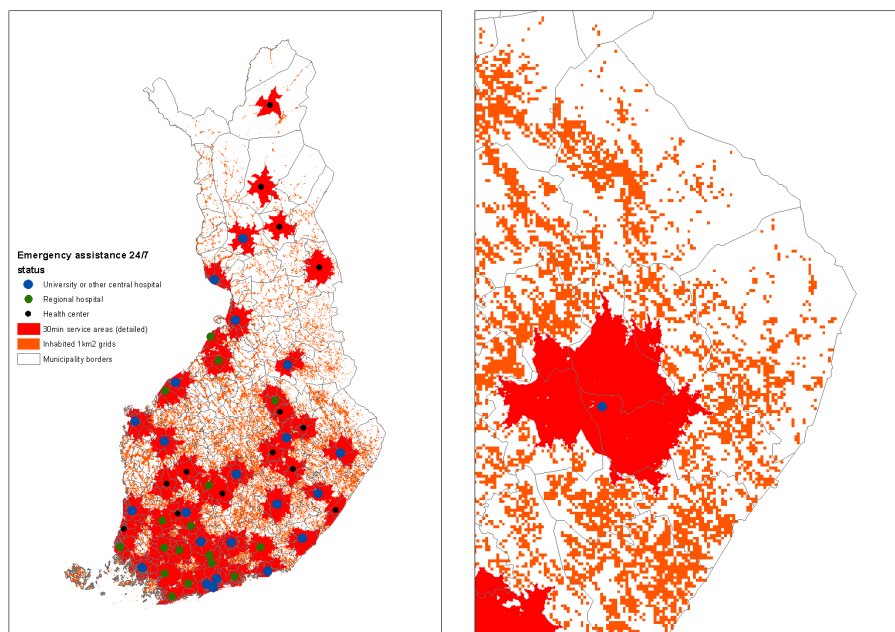 Emergency assistance 24/7
status
University or other central hospital
Regional hospital
Health center
30min service areas (detailed)
Inhabited 1km2 grids
Municipality borders